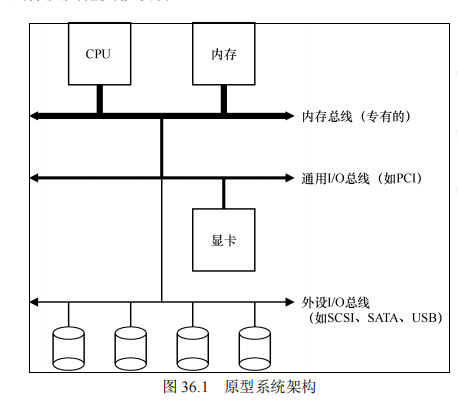 CPU
内存
内存总线（专有的）
通用I/O总线（如PCI）
显卡
外设I/O总线
（如SCSI、SATA、USB）
图 36.1 原型系统架构